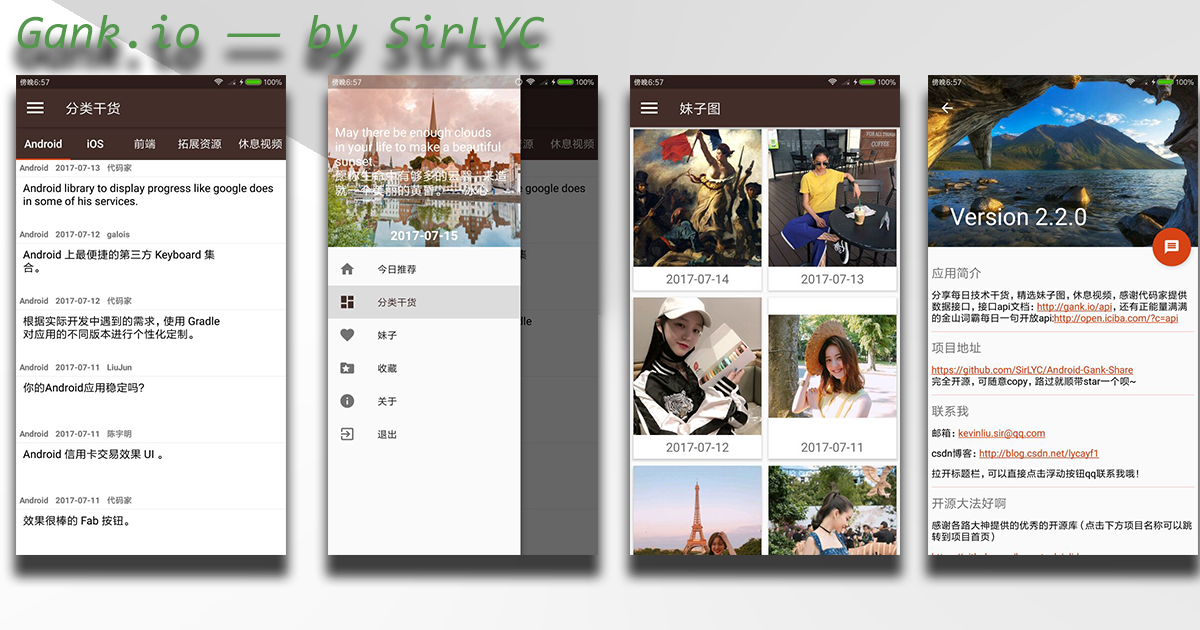 Gank.io —— by SirLYC
傍晚6:57
100%
分类干货
Android
iOS
前端
拓展资源
休息视频
Android 2017-07-13 代码家
Android library to display progress like google does
in some of his services.
Android 2017-07-12 galois
Android 上最便捷的第三方 Keyboard 集
合。
Android 2017-07-12 代码家
根据实际开发中遇到的需求，使用 Gradle
对应用的不同版本进行个性化定制。
Android 2017-07-11 LiuJun
你的Android应用稳定吗?
Android 2017-07-11 陈宇明
Android 信用卡交易效果 UI 。
Android 2017-07-11 代码家
效果很棒的 Fab 按钮。
傍晚6:57
100%
May there be enough clouds
in your life to make a beautiful
sunset.
愿你生命中有够多的云翳，来造
就一个美丽的黄昏。——冰心
2017-07-15
源
休息视频
google does
集
dle
今日推荐
分类干货
妹子
收藏
关于
退出
傍晚6:57
100%
妹子图
FOR ALL THINGS
COFFEE
2017-07-14
2017-07-13
2017-07-12
2017-07-11
傍晚6:57
100%
Version 2.2.0
应用简介
分享每日技术干货，精选妹子图，休息视频，感谢代码家提供
数据接口，接口api文档：http://gank.io/api，还有正能量满满
的金山词霸每日一句开放api:http://open.iciba.com/?c=api
项目地址
https://github.com/SirLYC/Android-Gank-Share
完全开源，可随意copy，路过就顺带star一个呗~
联系我
邮箱：kevinliu.sir@qq.com
csdn博客：http://blog.csdn.net/lycayf1
拉开标题栏，可以直接点击浮动按钮qq联系我哦！
开源大法好啊
感谢各路大神提供的优秀的开源库（点击下方项目名称可以跳
转到项目首页）